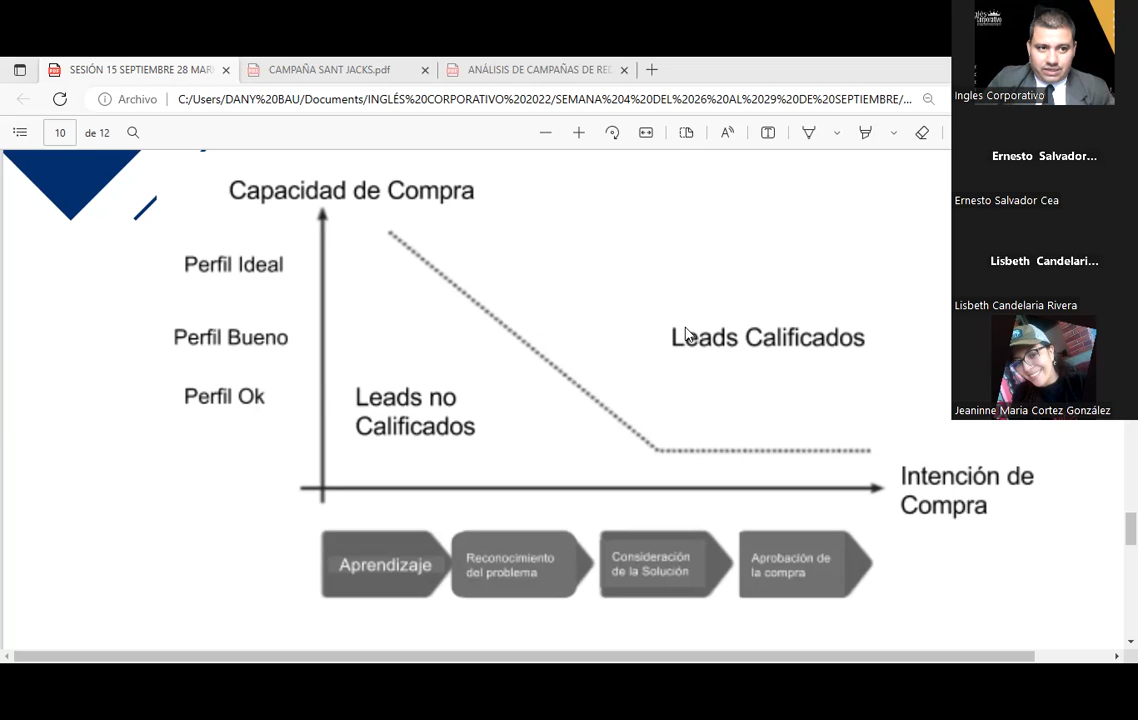 SESIÓN 15 SEPTIEMBRE 28 MAR
CAMPAÑA SANT JACKS.pdf
ANÁLISIS DE CAMPAÑAS DE REC
Archivo
C:/Users/DANY%20BAU/Documents/INGLÉS%20CORPORATIVO%202022/SEMANA%204%20DEL%2026%20AL%2029%20DE%20SEPTIEMBRE/...
10 de 12
Capacidad de Compra
Perfil Ideal
Perfil Bueno
Perfil Ok
Leads no
Calificados
Leads Calificados
Intención de
Compra
Aprendizaje
Reconocimiento
del problema
Consideración
de la Solución
Aprobación de
la compra
Ingles Corporativo
Ernesto Salvador...
Ernesto Salvador Cea
Lisbeth Candelari...
Lisbeth Candelaria Rivera
Jeaninne Maria Cortez González